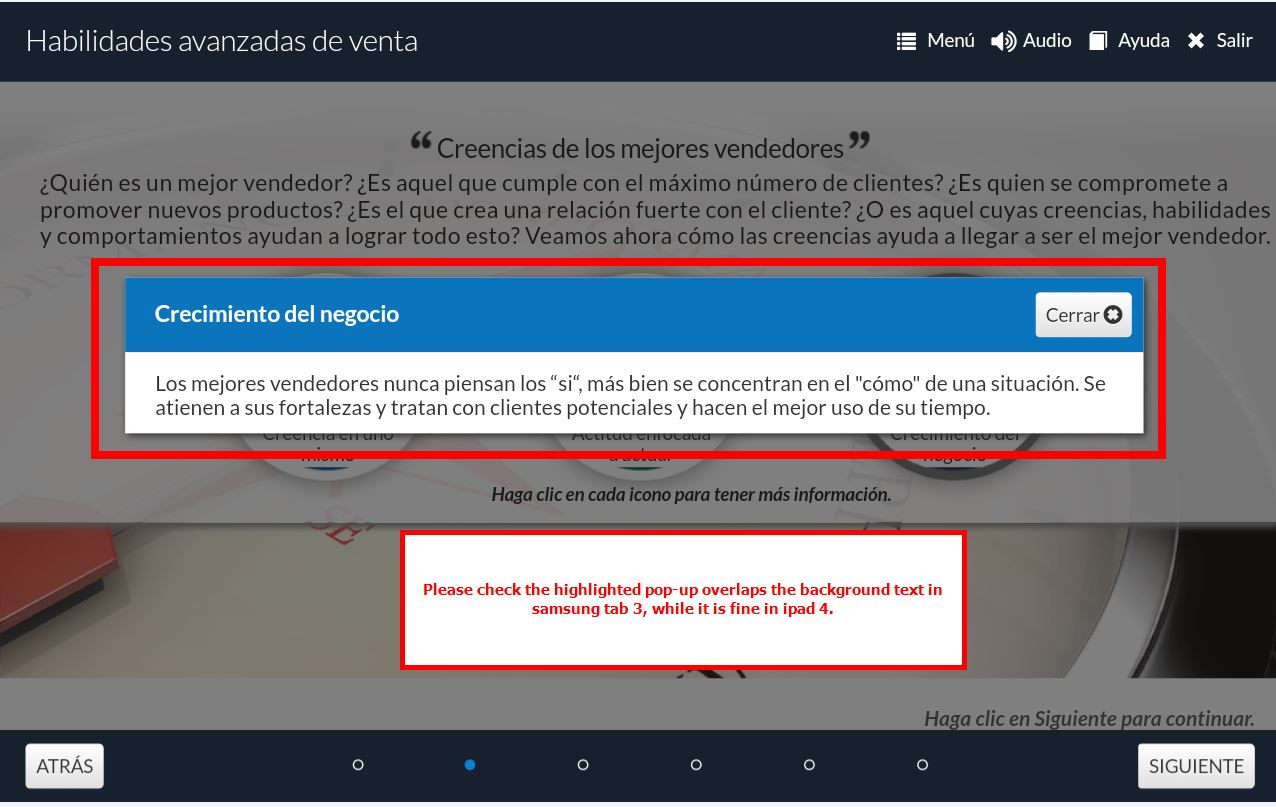 Habilidades avanzadas de venta
Menú Audio Ayuda Salir
“ Creencias de los mejores vendedores ”
¿Quién es un mejor vendedor? ¿Es aquel que cumple con el máximo número de clientes? ¿Es quien se compromete a
promover nuevos productos? ¿Es el que crea una relación fuerte con el cliente? ¿O es aquel cuyas creencias, habilidades
y comportamientos ayudan a lograr todo esto? Veamos ahora cómo las creencias ayuda a llegar a ser el mejor vendedor.
Crecimiento del negocio
Cerrar
Los mejores vendedores nunca piensan los “si“, más bien se concentran en el "cómo" de una situación. Se
atienen a sus fortalezas y tratan con clientes potenciales y hacen el mejor uso de su tiempo.
Creencia en uno
mismo
Actitud enfocada
a actuar
Crecimiento del
negocio
Haga clic en cada icono para tener más información.
SE
Please check the highlighted pop-up overlaps the background text in
samsung tab 3, while it is fine in ipad 4.
Haga clic en Siguiente para continuar.
ATRÁS
SIGUIENTE